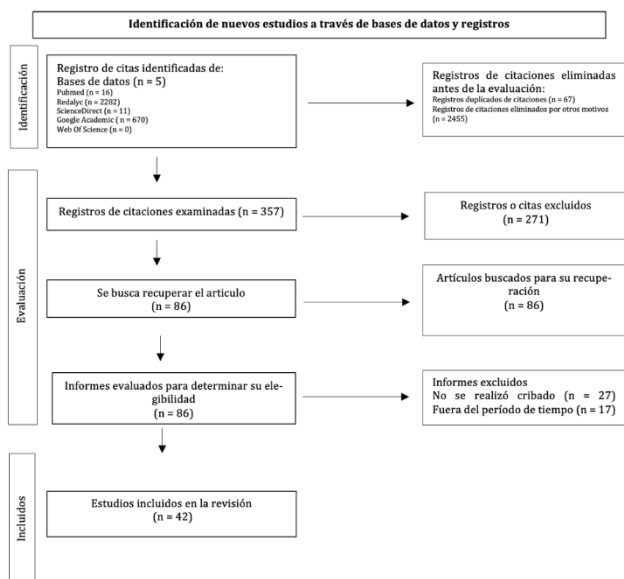 Identificación de nuevos estudios a través de bases de datos y registros
Identificación
Registro de citas identificadas de:
Bases de datos (n = 5)
Pubmed (n = 16)
Redalyc (n = 2282)
ScienceDirect (n = 11)
Google Academic ( n = 670)
Web Of Science (n = 0)
Registros de citaciones eliminadas
antes de la evaluación:
Registros duplicados de citaciones (n = 67)
Registros de citaciones eliminados por otros motivos
(n = 2455)
Evaluación
Registros de citaciones examinadas (n = 357)
Registros o citas excluidos
(n = 271)
Se busca recuperar el articulo
(n = 86)
Artículos buscados para su recupe-
ración
(n = 86)
Informes evaluados para determinar su ele-
gibilidad
(n = 86)
Informes excluidos
No se realizó cribado (n = 27)
Fuera del período de tiempo (n = 17)
Incluidos
Estudios incluidos en la revisión
(n = 42)